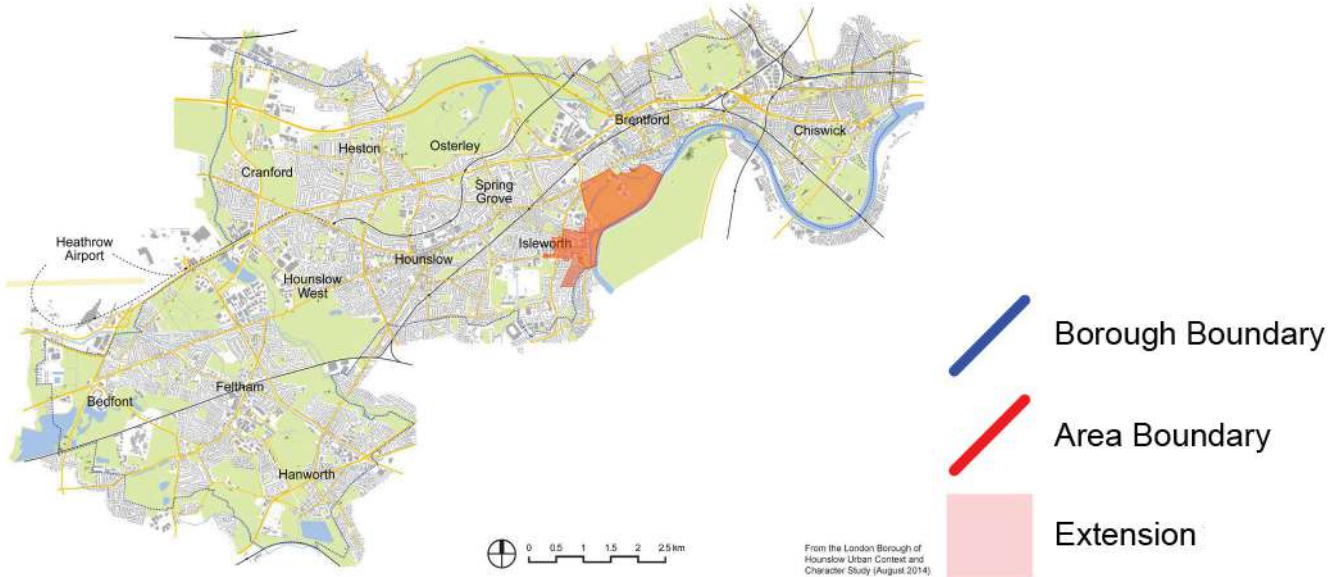 Brentford
Chiswick
Osterley
Heston
Cranford
Spring
Grove
Isleworth
Heathrow
Airport
Hounslow
Hounslow
West
Feltham
Bedfont
Hanworth
Borough Boundary
Area Boundary
Extension
0 0.5 1 1.5 2 2.5 km
From the London Borough of
Hounslow Urban Context and
Character Study (August 2014)